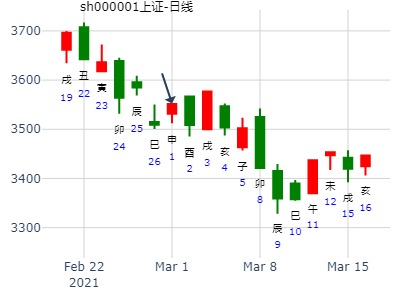 sh000001上证-日线
3700
3600
3500
3400
3300
戌
19
丑
22
寅
23
卯
24
辰
25
巳
26
申
1
酉
2
戌
3
亥
4
子
5
卯
8
辰
9
巳
10
午
11
未
12
戌
15
亥
16
Feb 22
2021
Mar 1
Mar 8
Mar 15